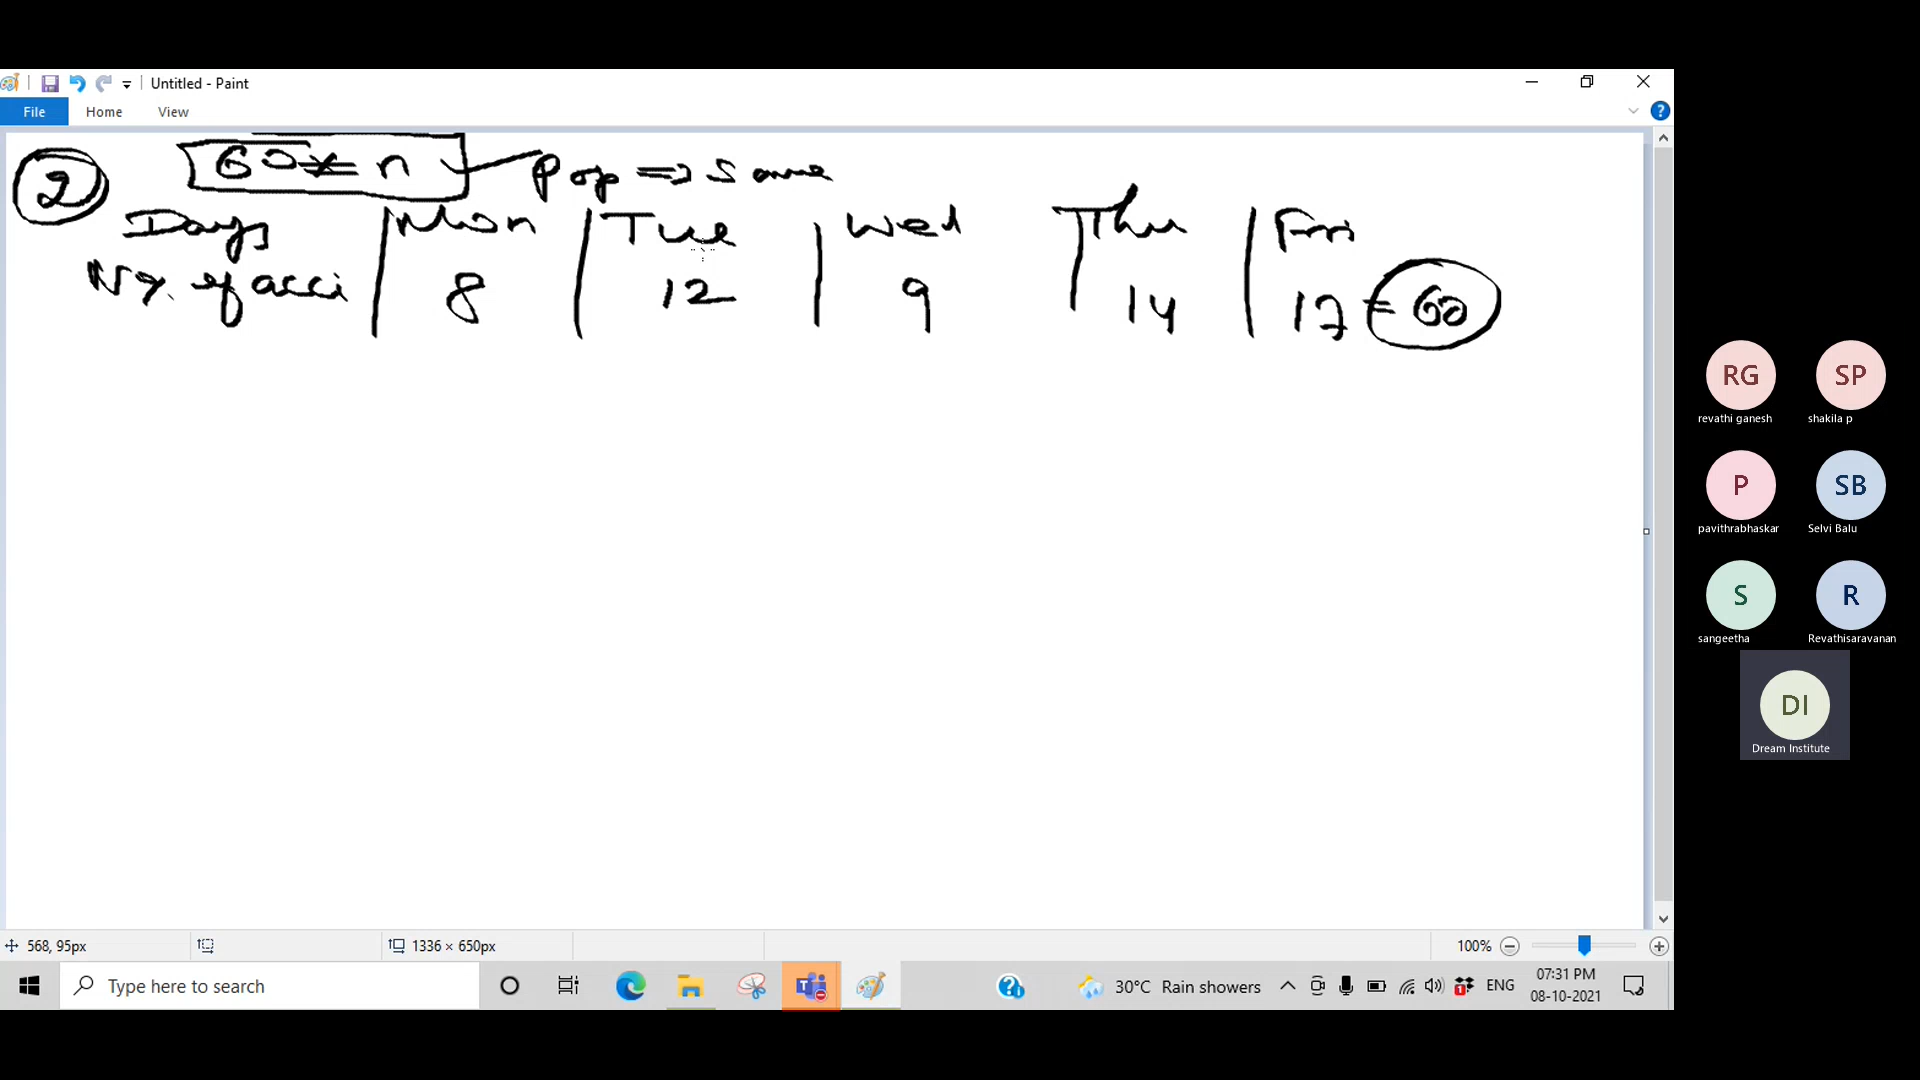 Untitled - Paint
File Home View
2 60 = n Pop => Same
Days Mon Tue Wed Thu Fri
No. of acci 8 12 9 14 17 = 60
RG SP
revathi ganesh shakila p
P SB
pavithrabhaskar Selvi Balu
S R
sangeetha Revathisaravanan
DI
Dream Institute
568, 95px 1336 × 650px 100%
Type here to search 30°C Rain showers ENG 07:31 PM
08-10-2021